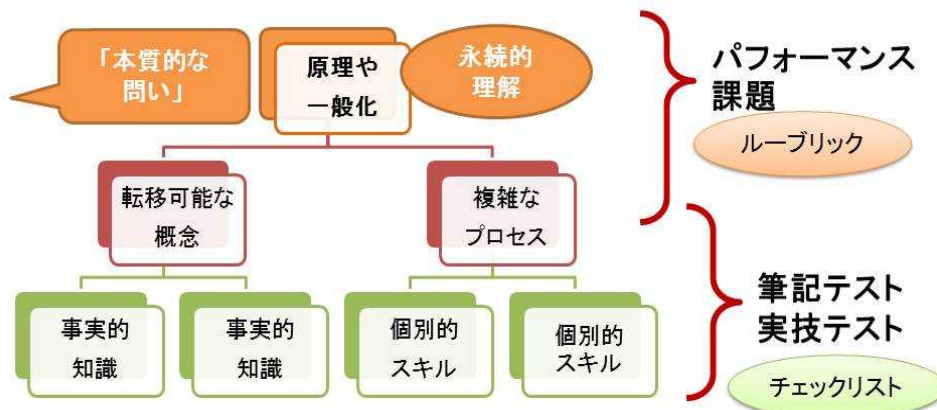 「本質的な
問い」
原理や
一般化
永続的
理解
パフォーマンス
課題
ルーブリック
転移可能な
概念
複雑な
プロセス
筆記テスト
実技テスト
チェックリスト
事実的
知識
事実的
知識
個別的
スキル
個別的
スキル